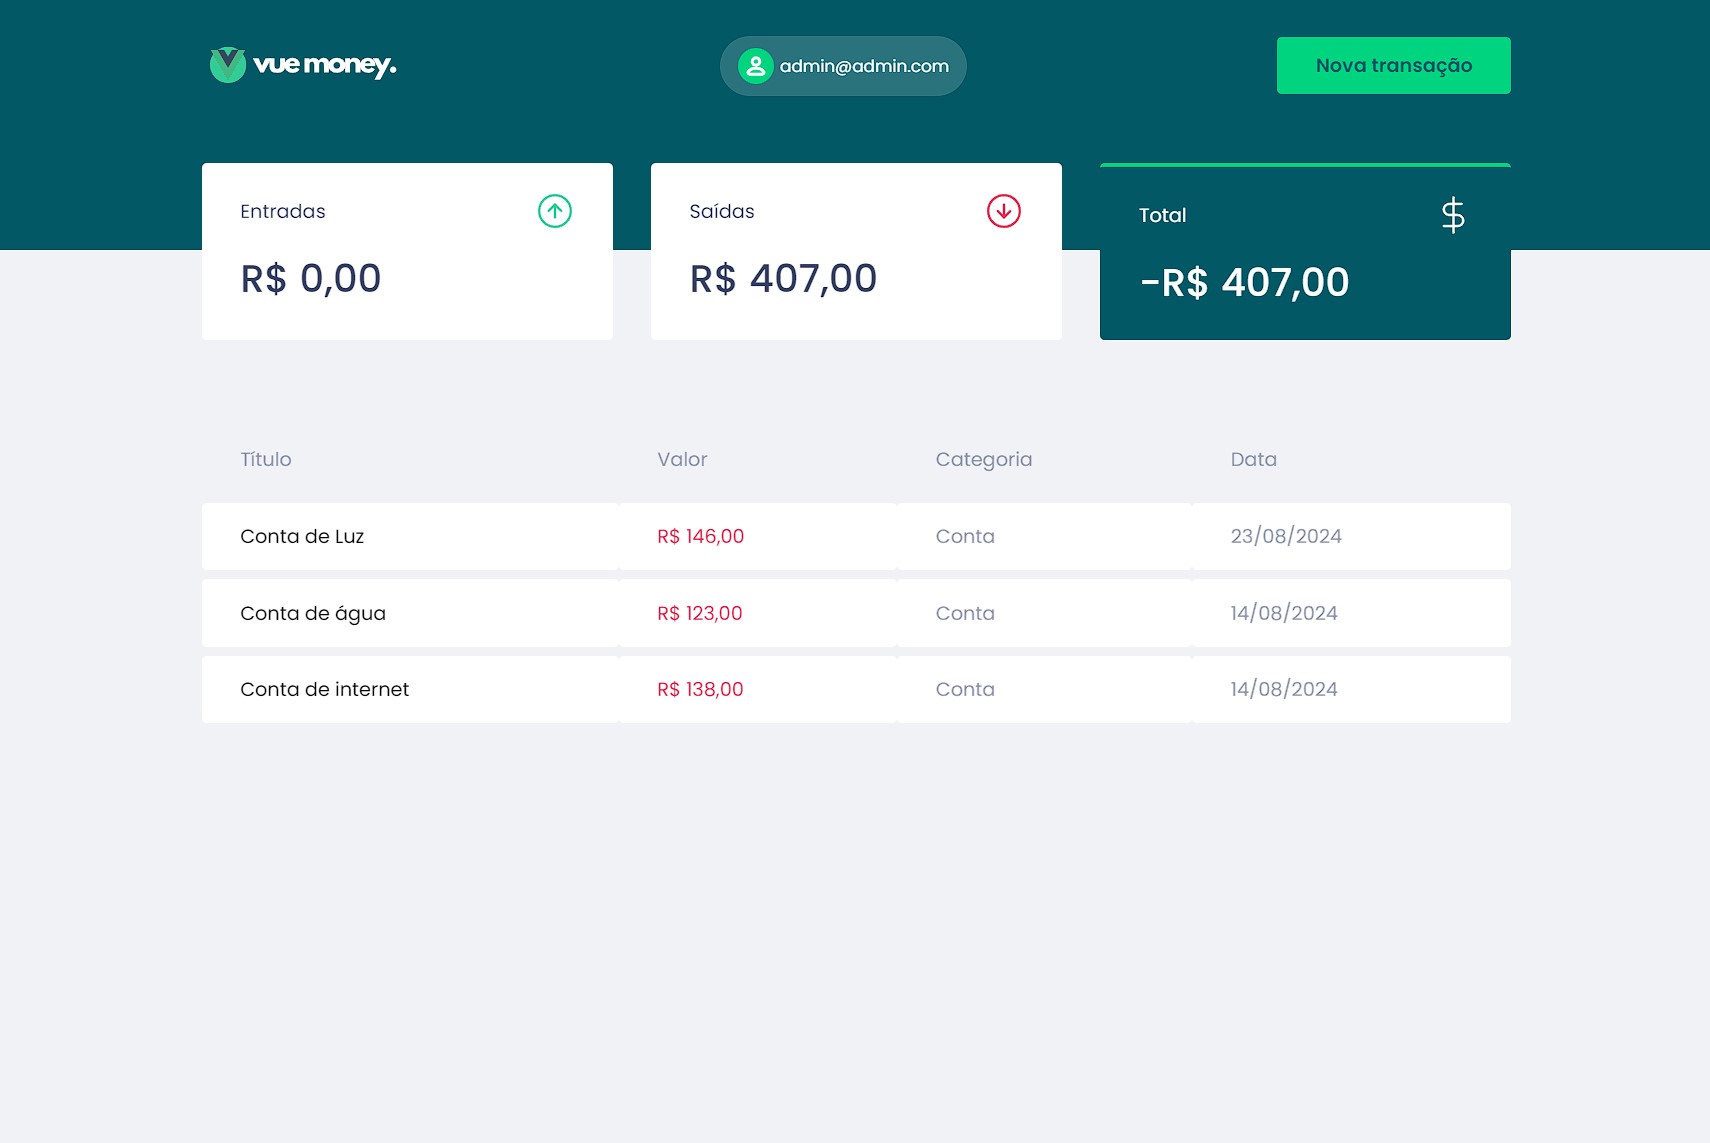 vue money.
admin@admin.com
Nova transação
Entradas
R$ 0,00
Saídas
R$ 407,00
Total
$
-R$ 407,00
Título Valor Categoria Data
Conta de Luz R$ 146,00 Conta 23/08/2024
Conta de água R$ 123,00 Conta 14/08/2024
Conta de internet R$ 138,00 Conta 14/08/2024